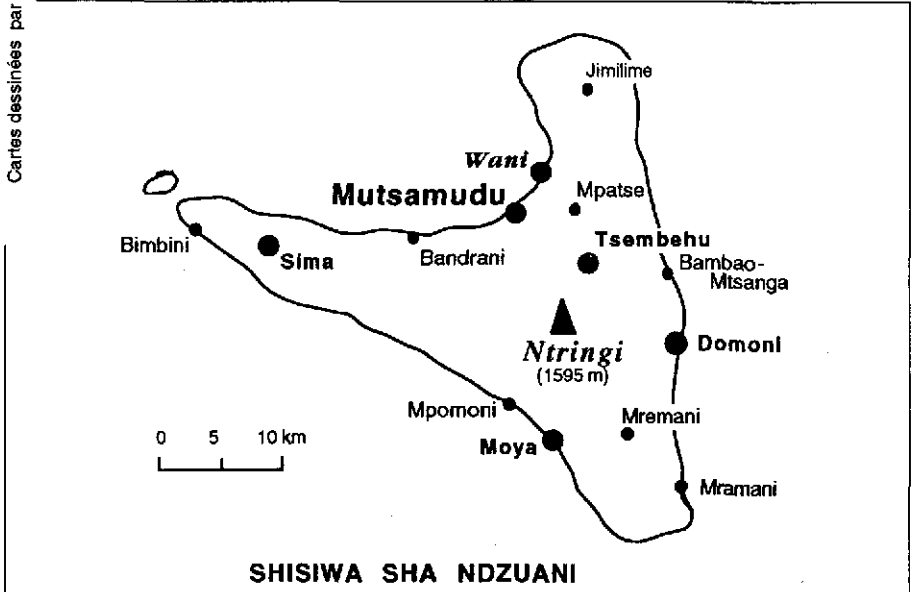 Cartes dessinées par
Jimilime
Wani
Mpatse
Mutsamudu
Tsembehu
Bimbini
Sima
Bandrani
Bambao-
Mtsanga
Ntringi
(1595 m)
Domoni
Mpomoni
Mremani
0 5 10 km
Moya
Mramani
SHISIWA SHA NDZUANI